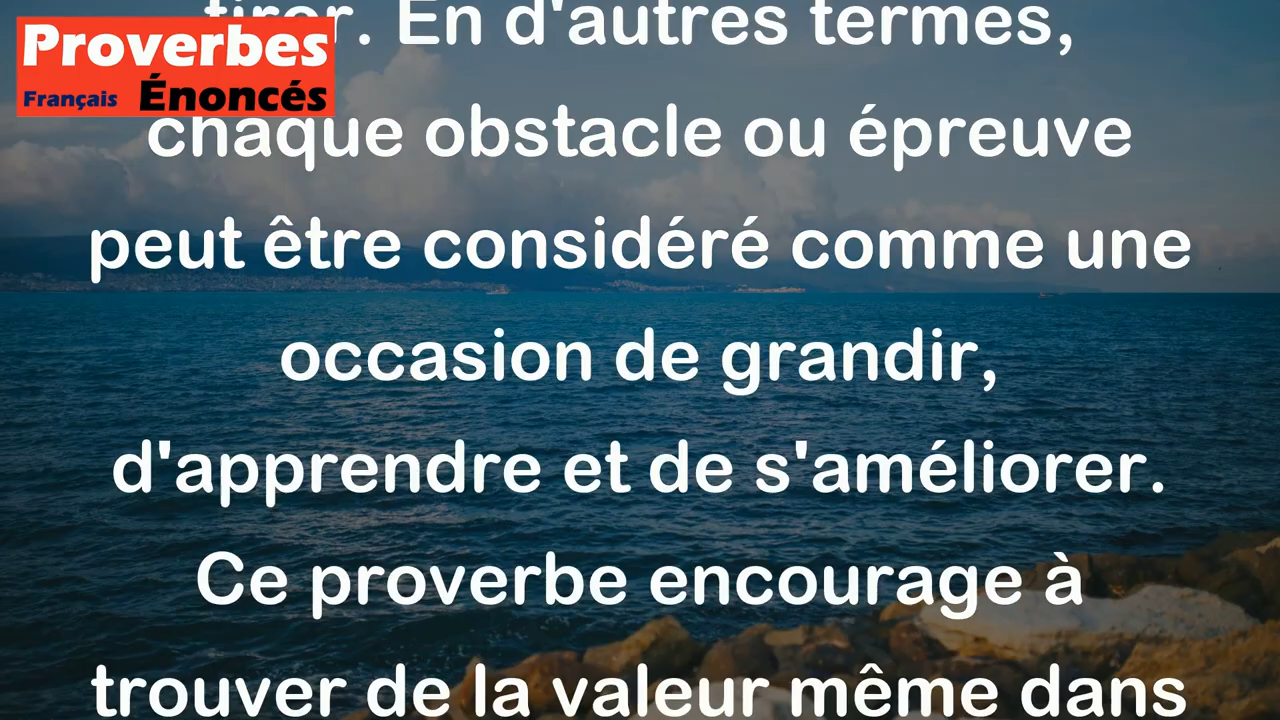 Proverbes
Français Énoncés
tirer. En d'autres termes,
chaque obstacle ou épreuve
peut être considéré comme une
occasion de grandir,
d'apprendre et de s'améliorer.
Ce proverbe encourage à
trouver de la valeur même dans